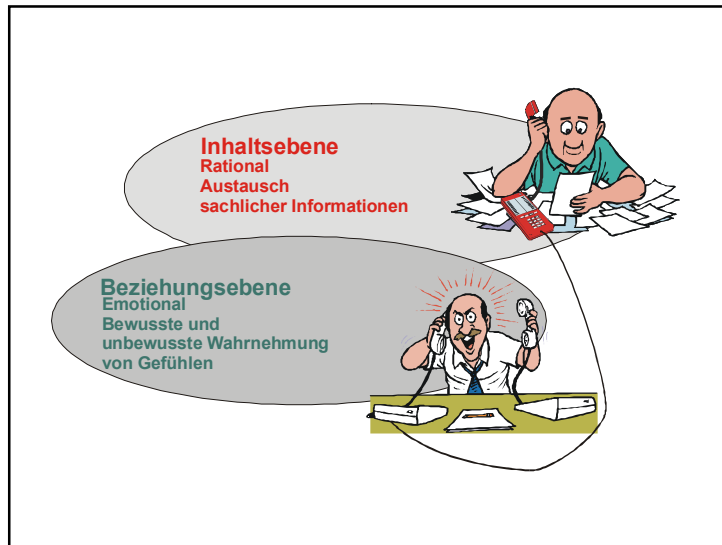 Inhaltsebene
Rational
Austausch
sachlicher Informationen
Beziehungsebene
Emotional
Bewusste und
unbewusste Wahrnehmung
von Gefühlen